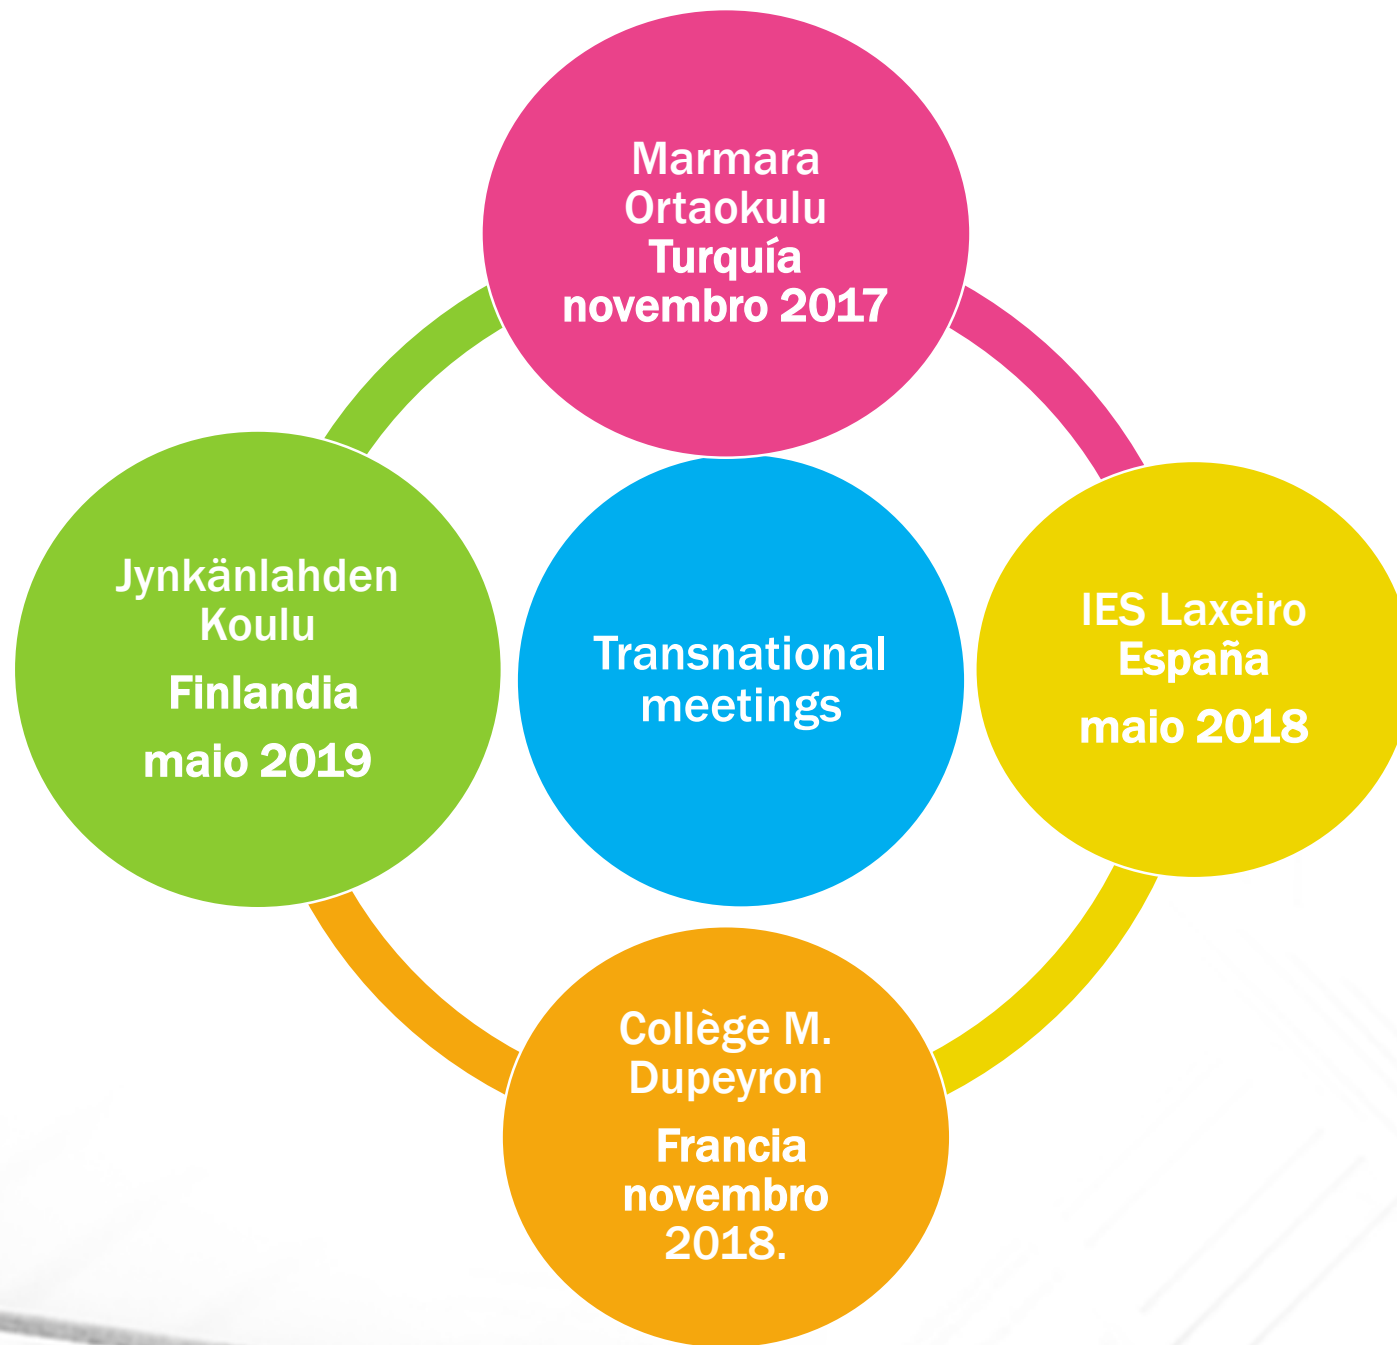 Marmara
Ortaokulu
Turquía
novembro 2017
Jynkänlahden
Koulu
Finlandia
maio 2019
Transnational
meetings
IES Laxeiro
España
maio 2018
Collège M.
Dupeyron
Francia
novembro
2018.